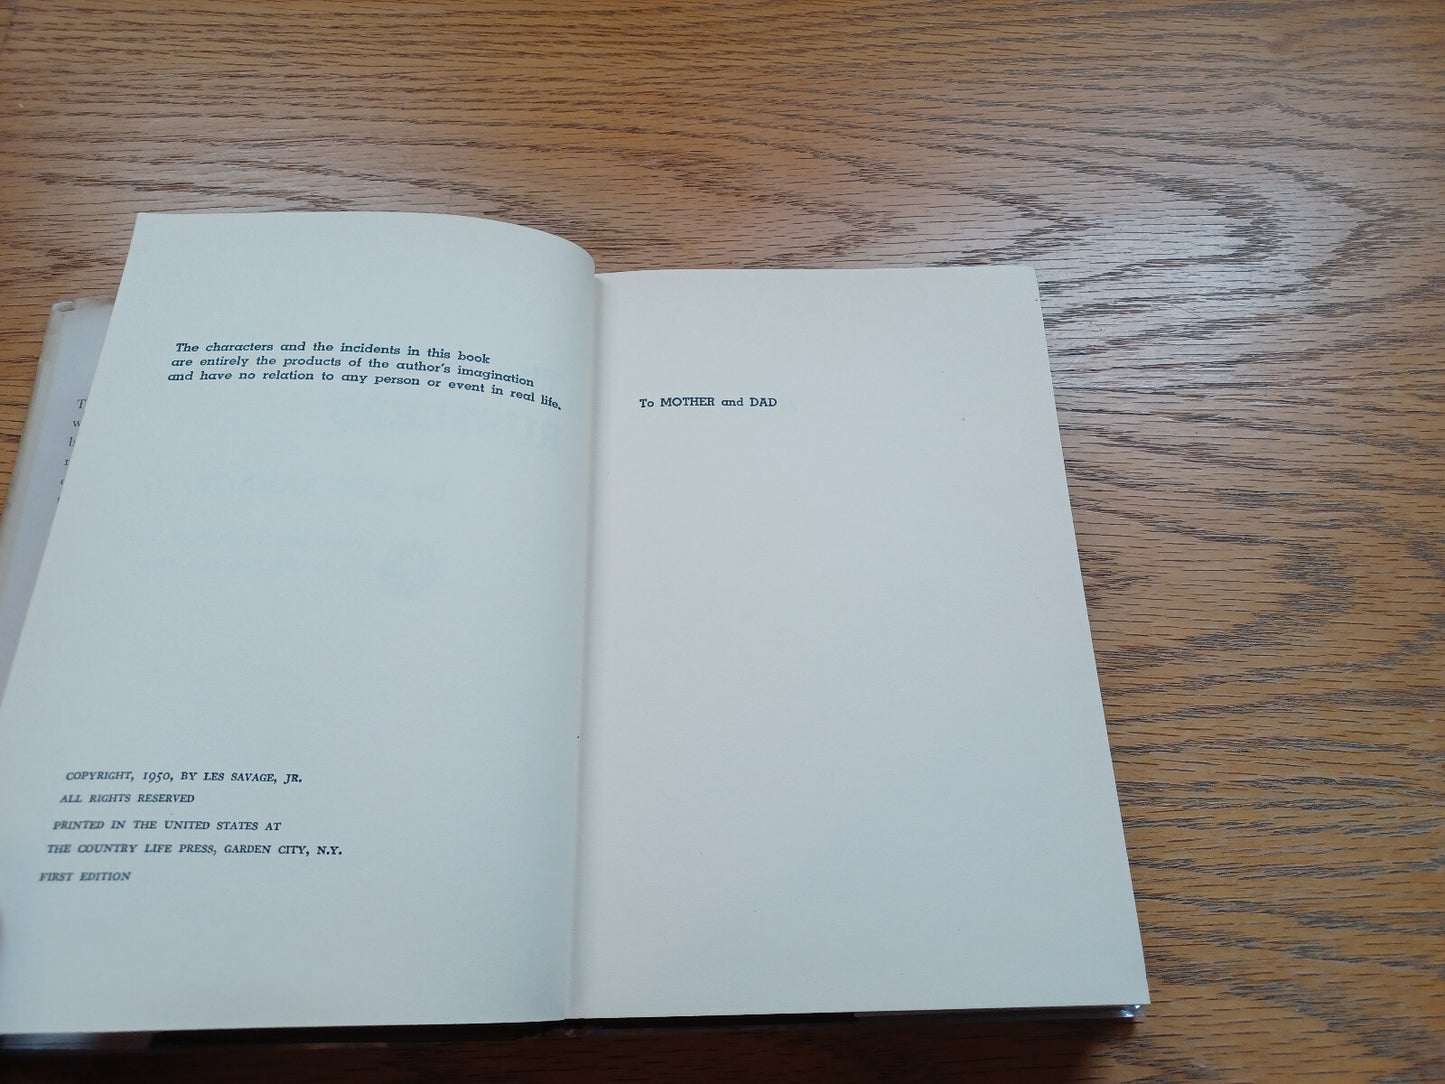 The characters and the incidents in this book
are entirely the products of the author's imagination
and have no relation to any person or event in real life.
COPYRIGHT, 1950, BY LES SAVAGE, JR.
ALL RIGHTS RESERVED
PRINTED IN THE UNITED STATES AT
THE COUNTRY LIFE PRESS, GARDEN CITY, N.Y.
FIRST EDITION
To MOTHER and DAD